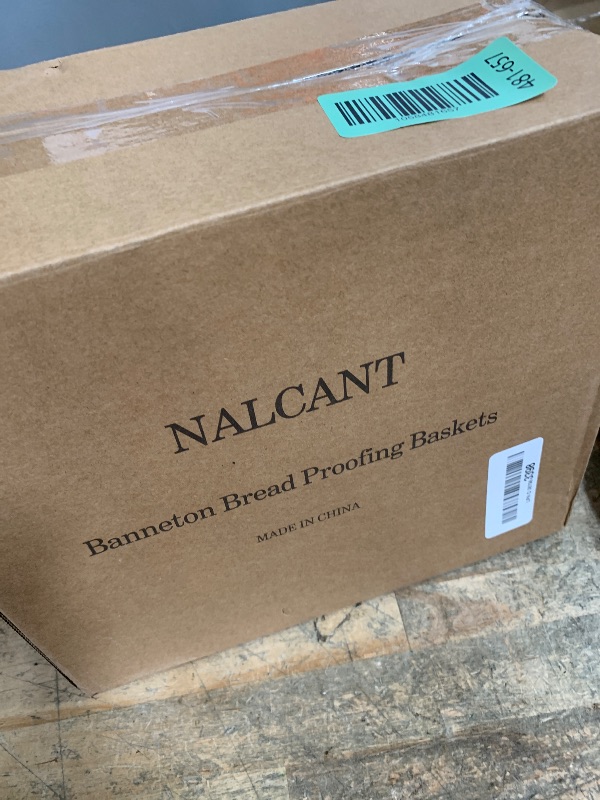 481-657
NALCANT
Banneton Bread Proofing Baskets
MADE IN CHINA